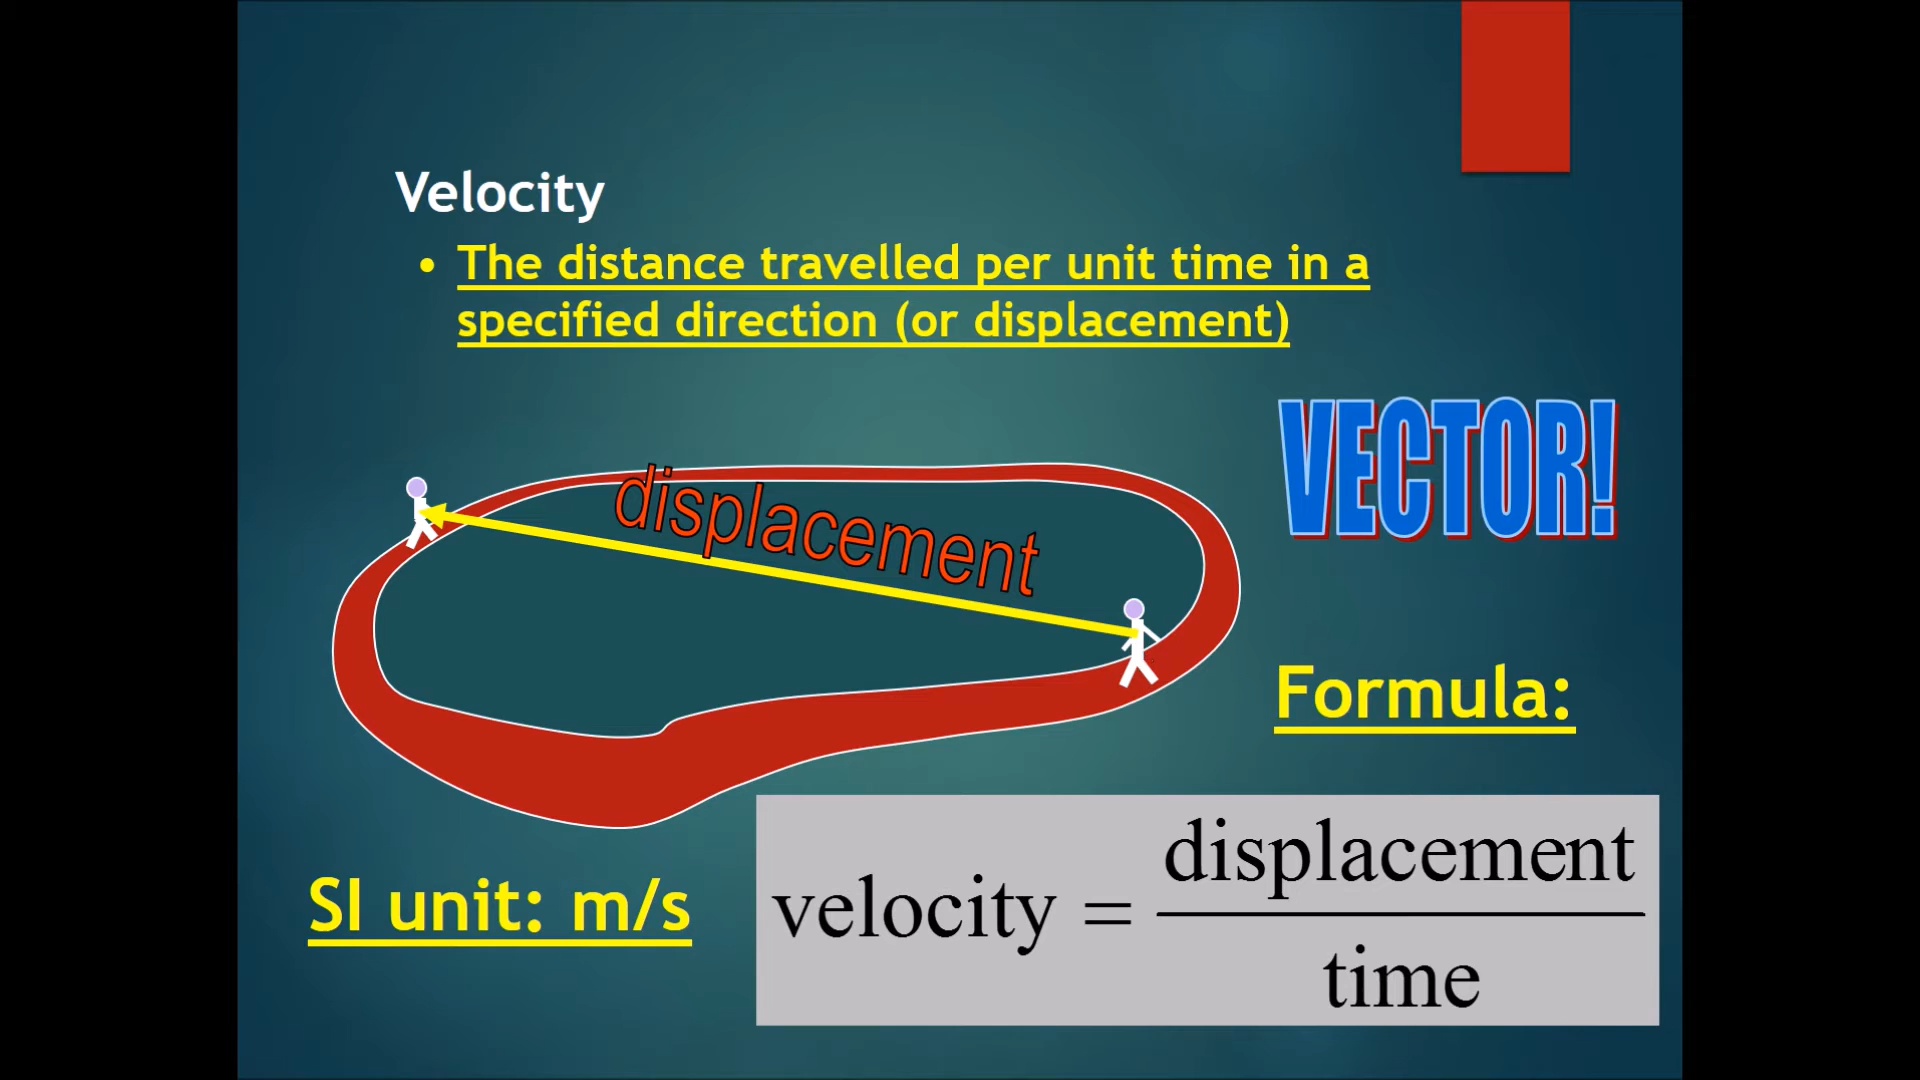 Velocity
• The distance travelled per unit time in a
specified direction (or displacement)
VECTOR!
displacement
Formula:
SI unit: m/s
velocity = displacement
time